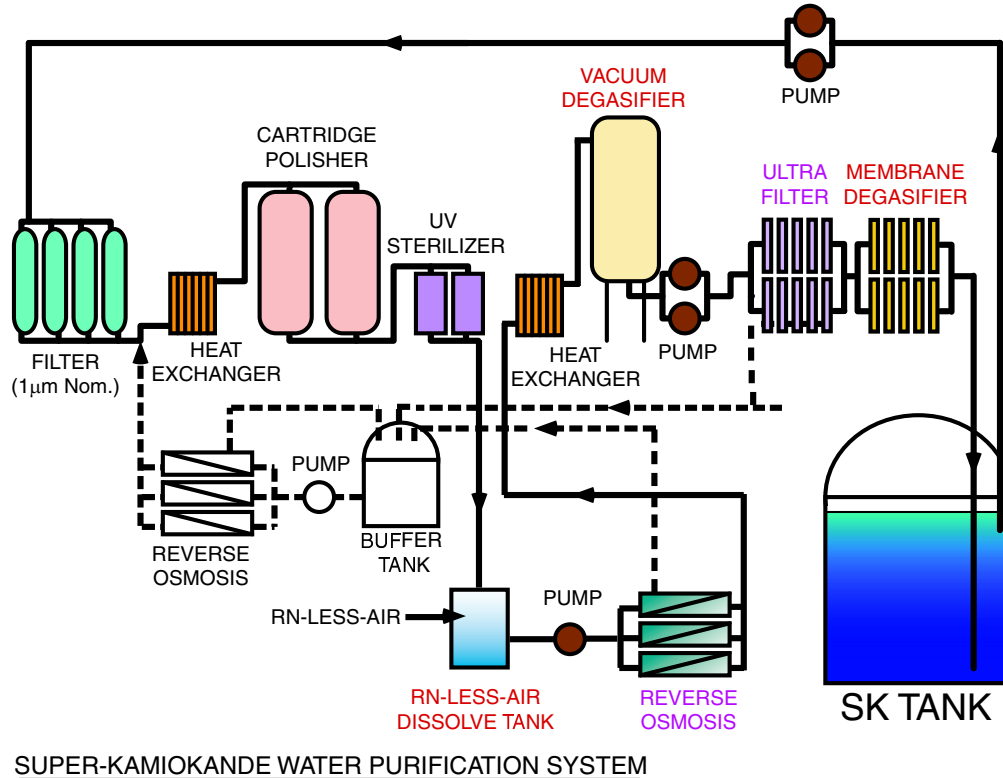 PUMP
VACUUM
DEGASIFIER
CARTRIDGE
POLISHER
ULTRA
FILTER
MEMBRANE
DEGASIFIER
UV
STERILIZER
FILTER
(1μm Nom.)
HEAT
EXCHANGER
HEAT
EXCHANGER
PUMP
PUMP
REVERSE
OSMOSIS
BUFFER
TANK
RN-LESS-AIR
PUMP
RN-LESS-AIR
DISSOLVE TANK
REVERSE
OSMOSIS
SK TANK
SUPER-KAMIOKANDE WATER PURIFICATION SYSTEM